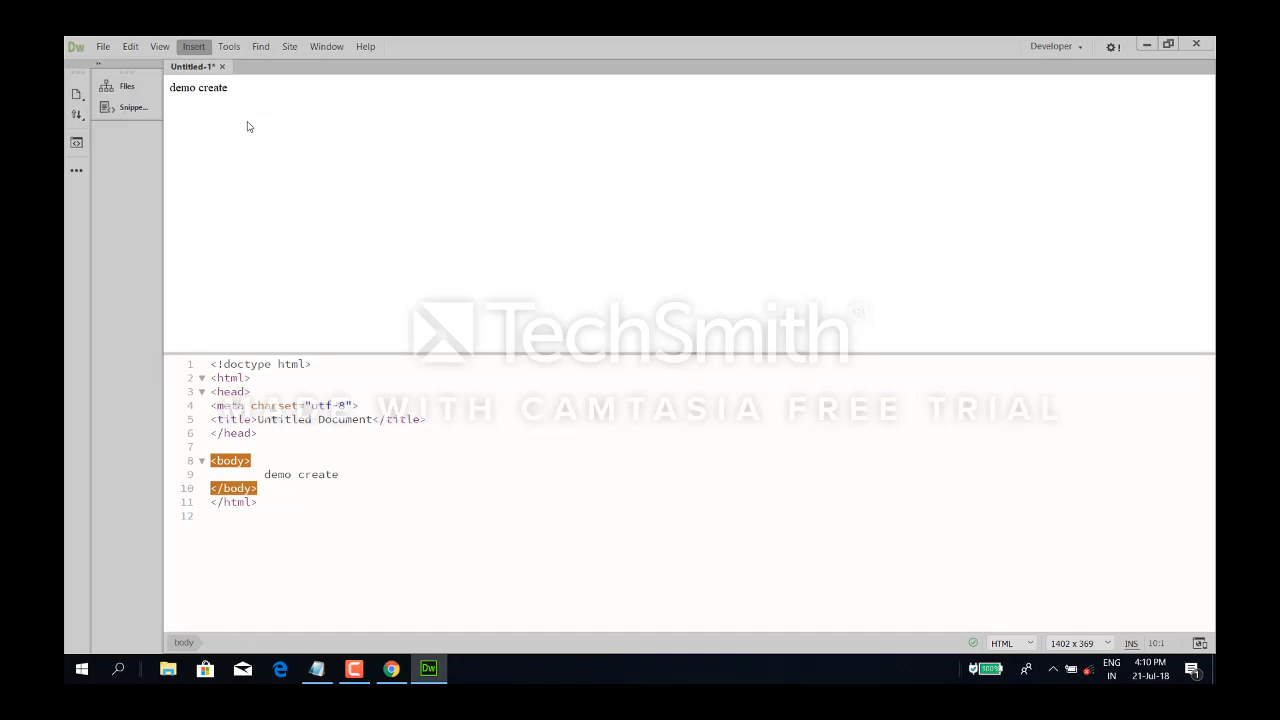 Dw File Edit View Insert Tools Find Site Window Help Developer
Untitled-1* ×
Files
Snippe...
demo create
TechSmith®
MADE WITH CAMTASIA FREE TRIAL
1 <!doctype html>
2 <html>
3 <head>
4 <meta charset="utf-8">
5 <title>Untitled Document</title>
6 </head>
7
8 <body>
9 demo create
10 </body>
11 </html>
12
body HTML 1402 x 369 INS 10:1
Dw 100% ENG 4:10 PM
IN 21-Jul-18 1